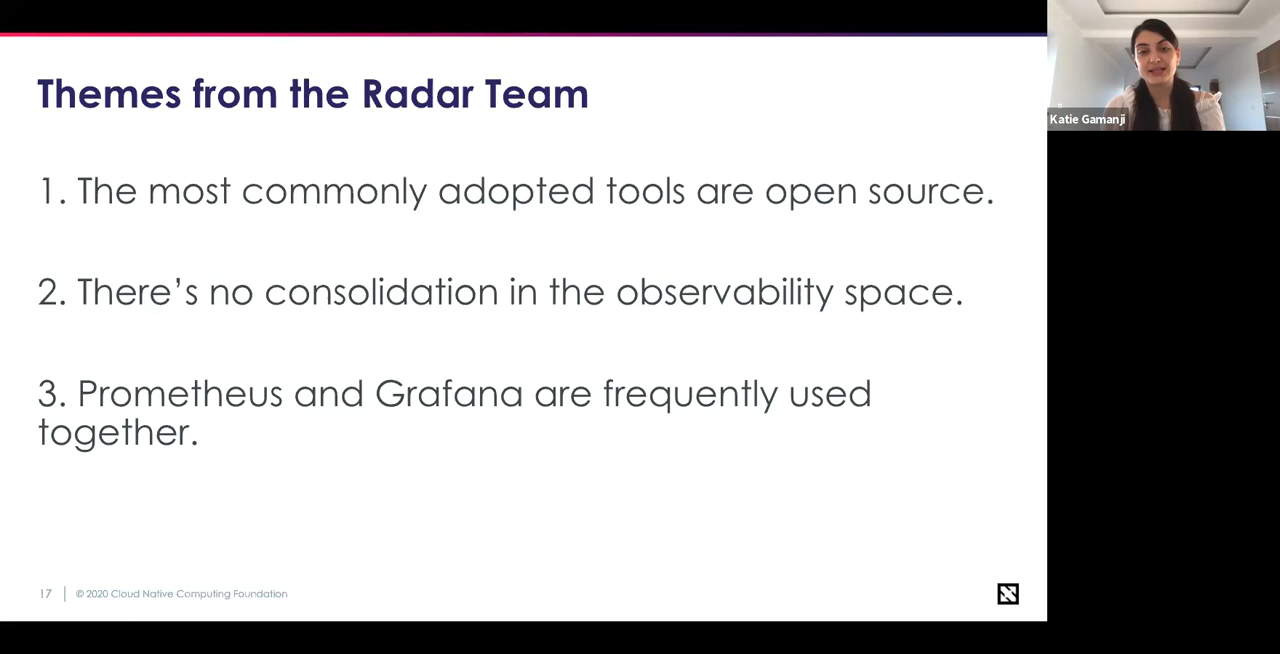 Themes from the Radar Team
Katie Gamanji
1. The most commonly adopted tools are open source.
2. There’s no consolidation in the observability space.
3. Prometheus and Grafana are frequently used
together.
17 | © 2020 Cloud Native Computing Foundation